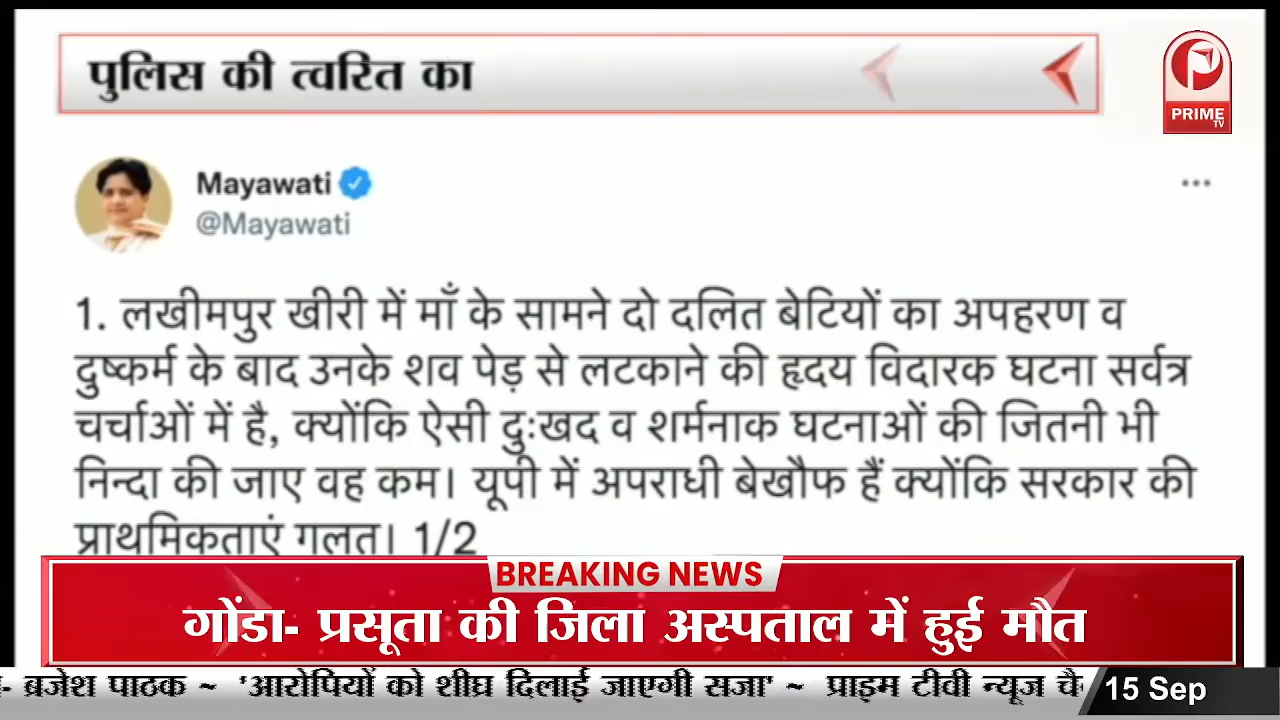 पुलिस की त्वरित का
PRIME
TV
Mayawati
@Mayawati
1. लखीमपुर खीरी में माँ के सामने दो दलित बेटियों का अपहरण व
दुष्कर्म के बाद उनके शव पेड़ से लटकाने की हृदय विदारक घटना सर्वत्र
चर्चाओं में है, क्योंकि ऐसी दुःखद व शर्मनाक घटनाओं की जितनी भी
निन्दा की जाए वह कम। यूपी में अपराधी बेखौफ हैं क्योंकि सरकार की
प्राथमिकताएं गलत। 1/2
BREAKING NEWS
गोंडा- प्रसूता की जिला अस्पताल में हुई मौत
- ब्रजेश पाठक ~ 'आरोपियों को शीघ्र दिलाई जाएगी सजा' ~ प्राइम टीवी न्यूज चै
15 Sep